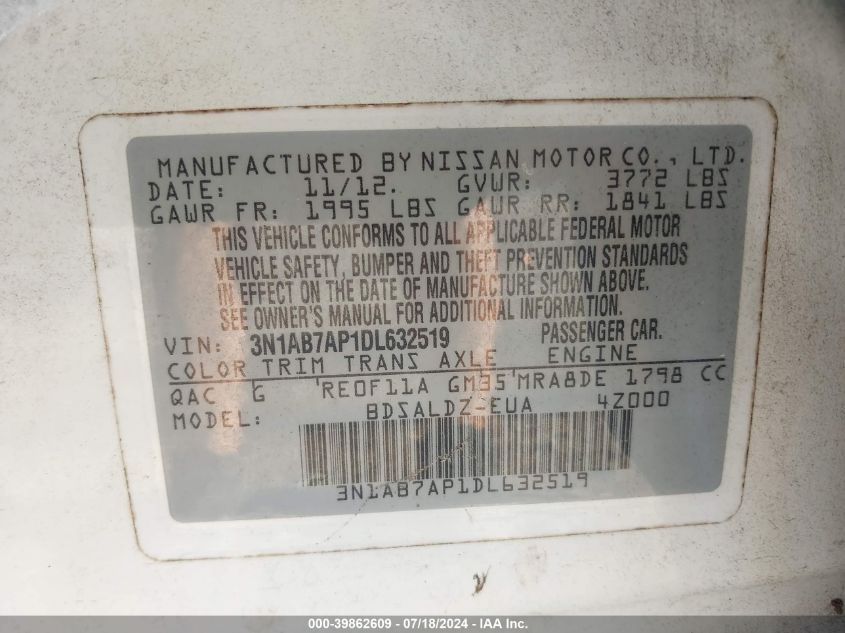 MANUFACTURED BY NISSAN MOTOR CO., LTD.
DATE: 11/12. GVWR: 3772 LBS
GAWR FR: 1995 LBS GAWR RR: 1841 LBS
THIS VEHICLE CONFORMS TO ALL APPLICABLE FEDERAL MOTOR
VEHICLE SAFETY, BUMPER AND THEFT PREVENTION STANDARDS
IN EFFECT ON THE DATE OF MANUFACTURE SHOWN ABOVE.
SEE OWNER'S MANUAL FOR ADDITIONAL INFORMATION.
VIN: 3N1AB7AP1DL632519 PASSENGER CAR.
COLOR TRIM TRANS AXLE ENGINE
QAC G RE0F11A GM35 MRA8DE 1798 CC
MODEL: BDSALDZ-EUA 4Z000
3N1AB7AP1DL632519
000-39862609 - 07/18/2024 - IAA Inc.